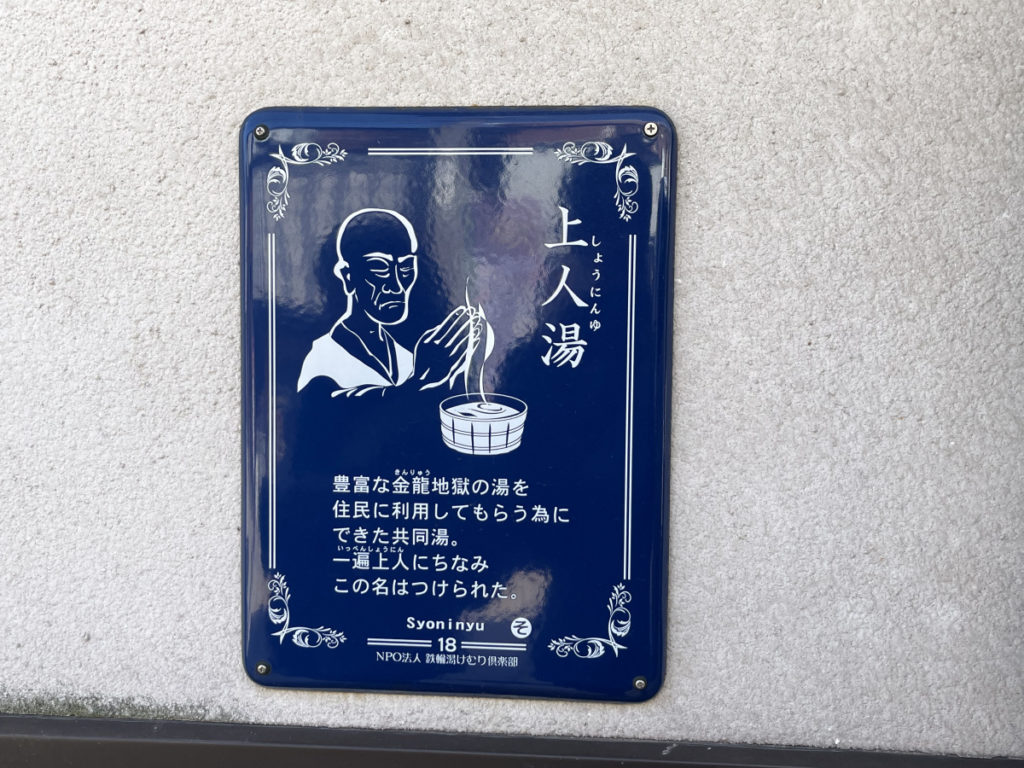 上人湯
しょうにんゆ
きんりゅう
豊富な金龍地獄の湯を
住民に利用してもらう為に
できた共同湯。
いっぺんしょうにん
一遍上人にちなみ
この名はつけられた。
Syoninyu そ
18
NPO法人 鉄輪湯けむり倶楽部